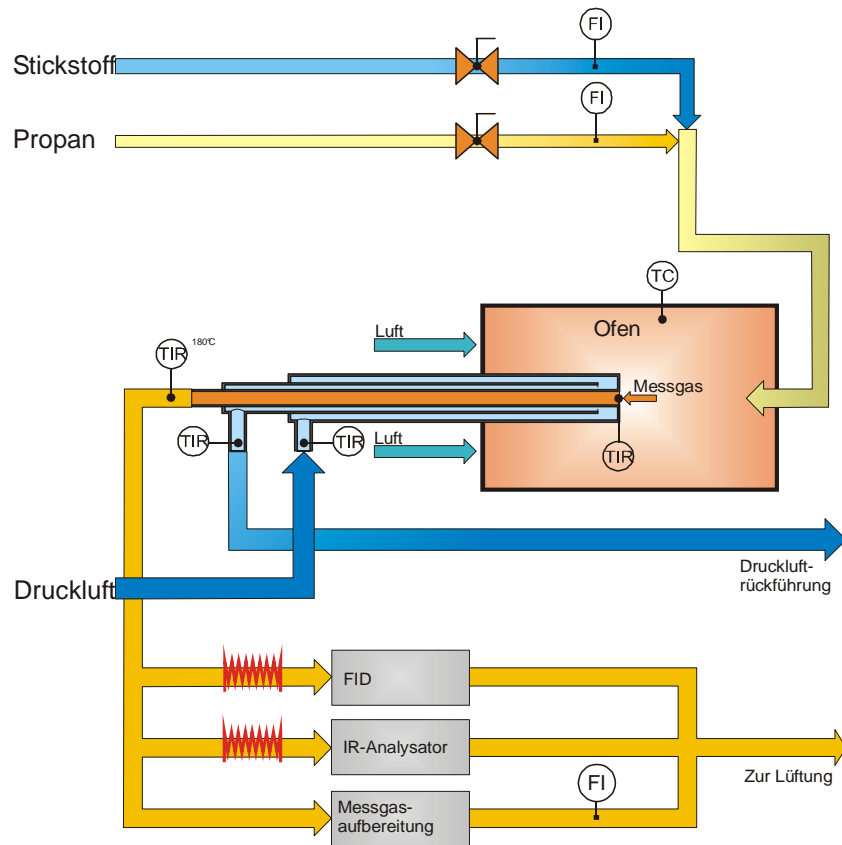 FI
Stickstoff
FI
Propan
TC
Ofen
Luft
TIR 180°C
Messgas
TIR
TIR
Luft
TIR
Druckluft-
rückführung
Druckluft
FID
IR-Analysator
Zur Lüftung
FI
Messgas-
aufbereitung